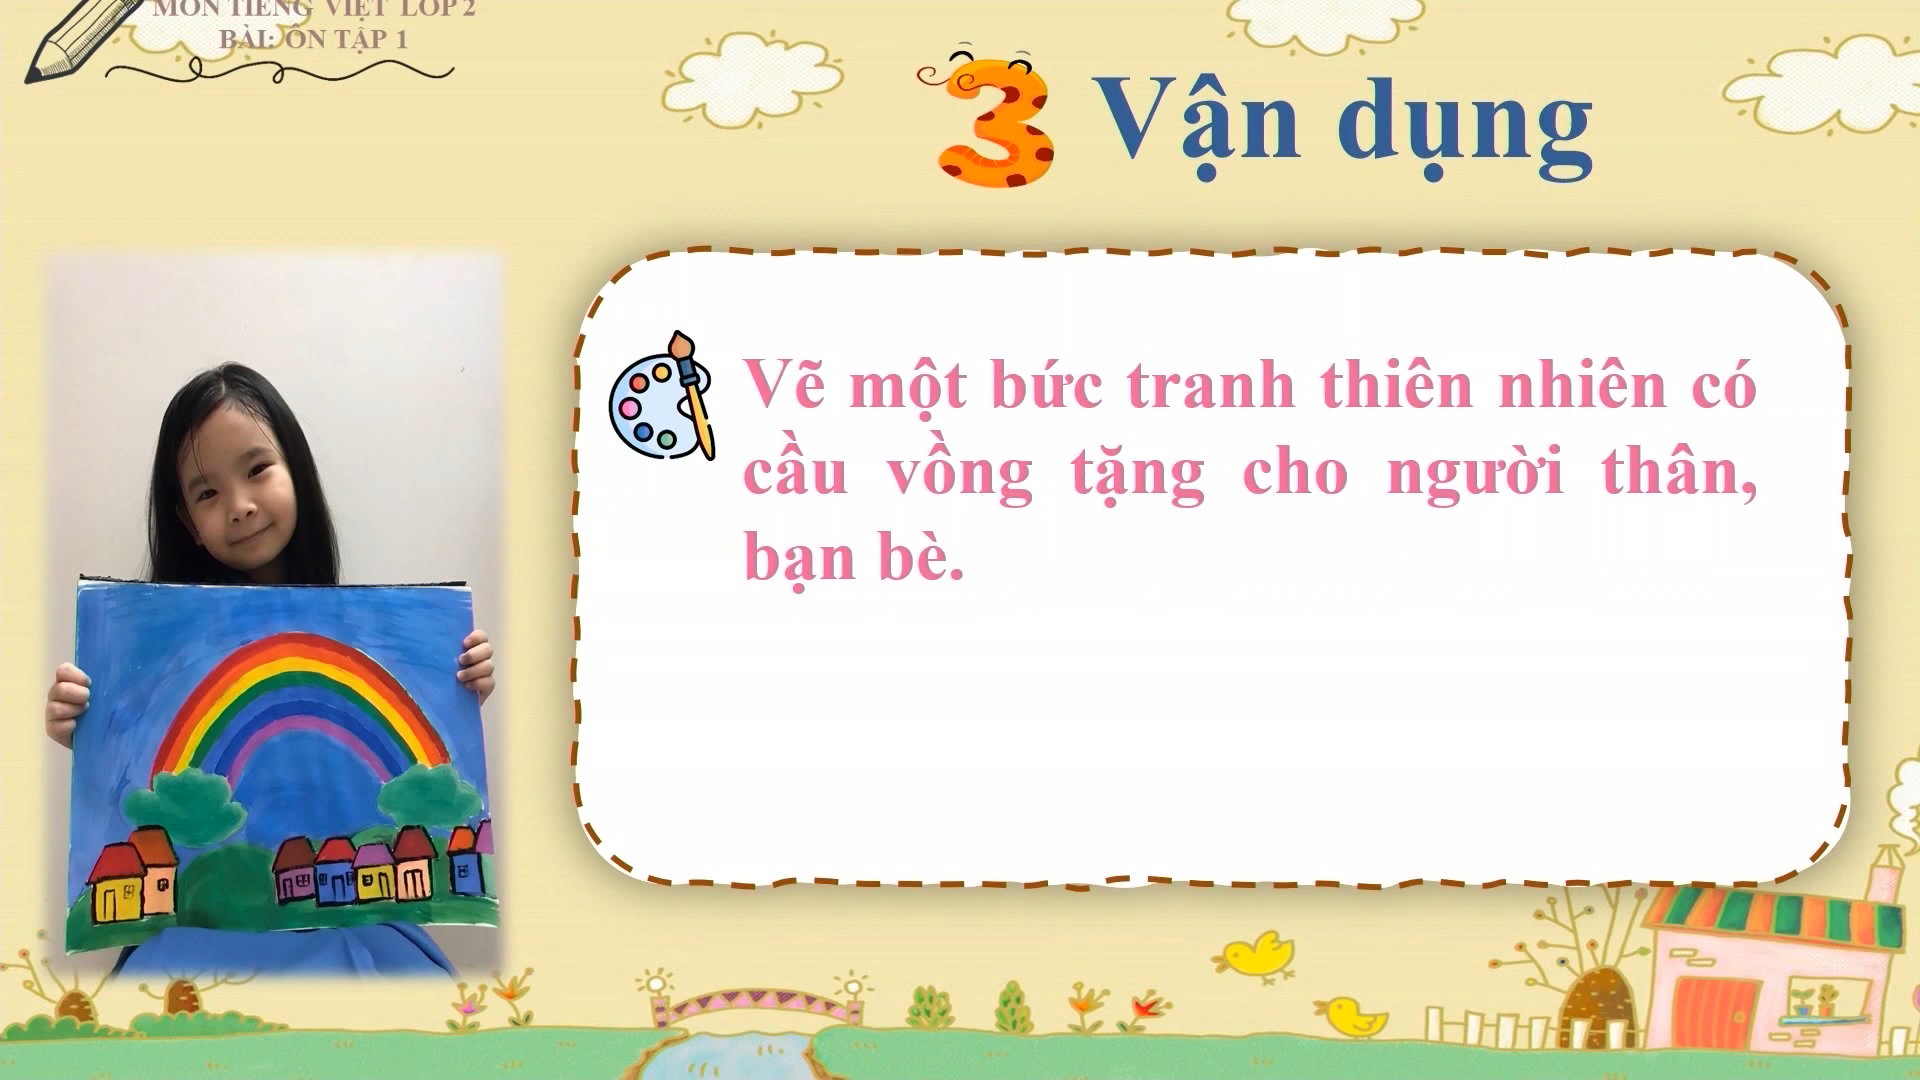 MÔN TIẾNG VIỆT LỚP 2
BÀI: ÔN TẬP 1
3 Vận dụng
Vẽ một bức tranh thiên nhiên có
cầu vồng tặng cho người thân,
bạn bè.